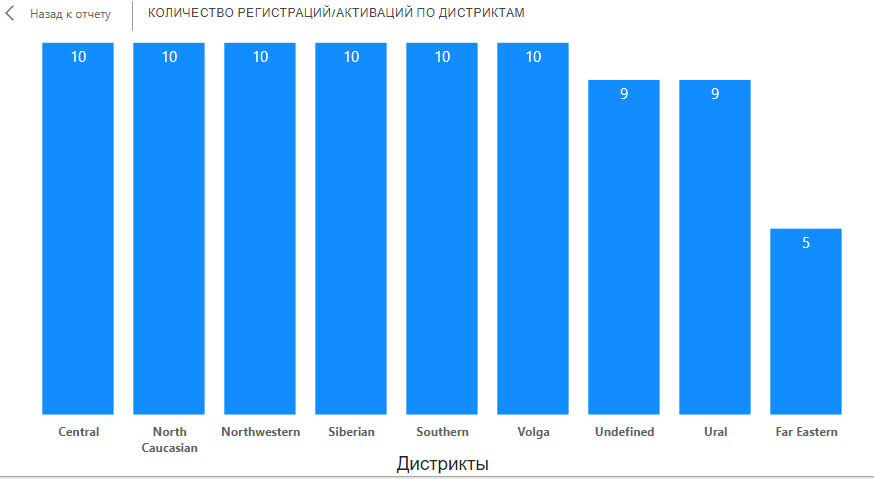 Назад к отчету
КОЛИЧЕСТВО РЕГИСТРАЦИЙ/АКТИВАЦИЙ ПО ДИСТРИКТАМ
10 10 10 10 10 10 9 9 5
Central North Caucasian Northwestern Siberian Southern Volga Undefined Ural Far Eastern
Дистрикты